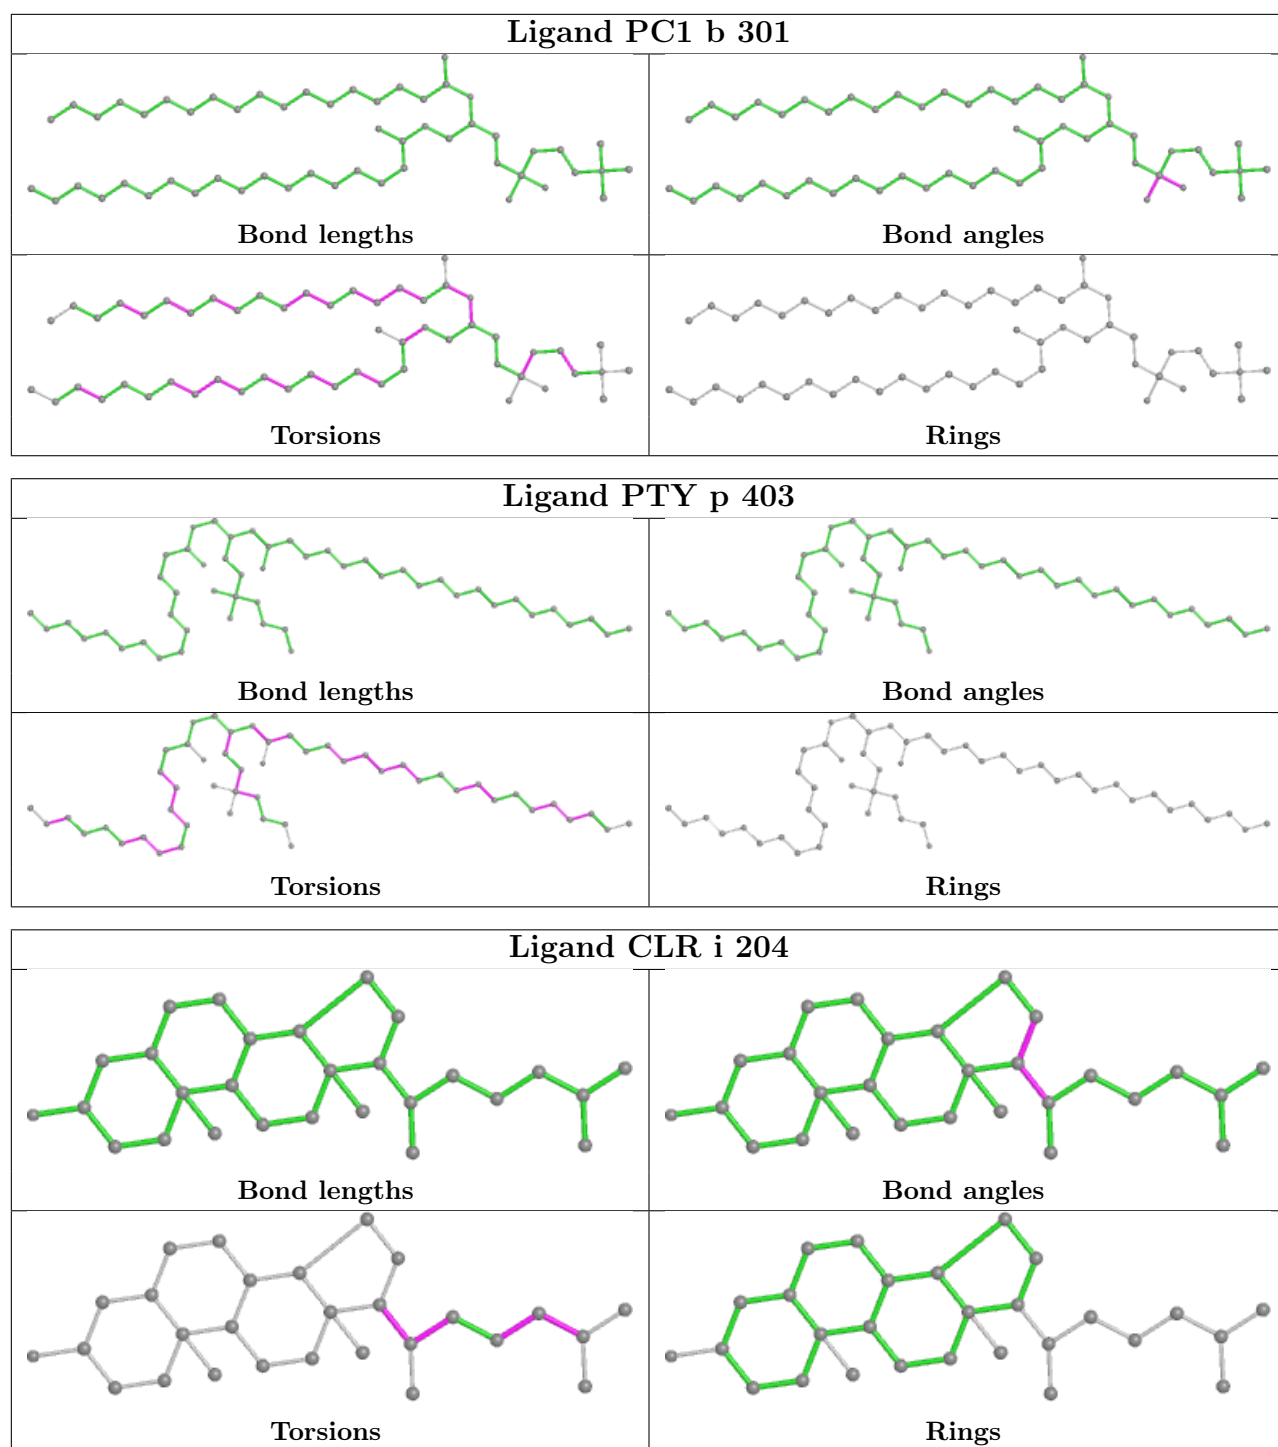 Ligand PC1 b 301
Bond lengths
Bond angles
Torsions
Rings
Ligand PTY p 403
Bond lengths
Bond angles
Torsions
Rings
Ligand CLR i 204
Bond lengths
Bond angles
Torsions
Rings